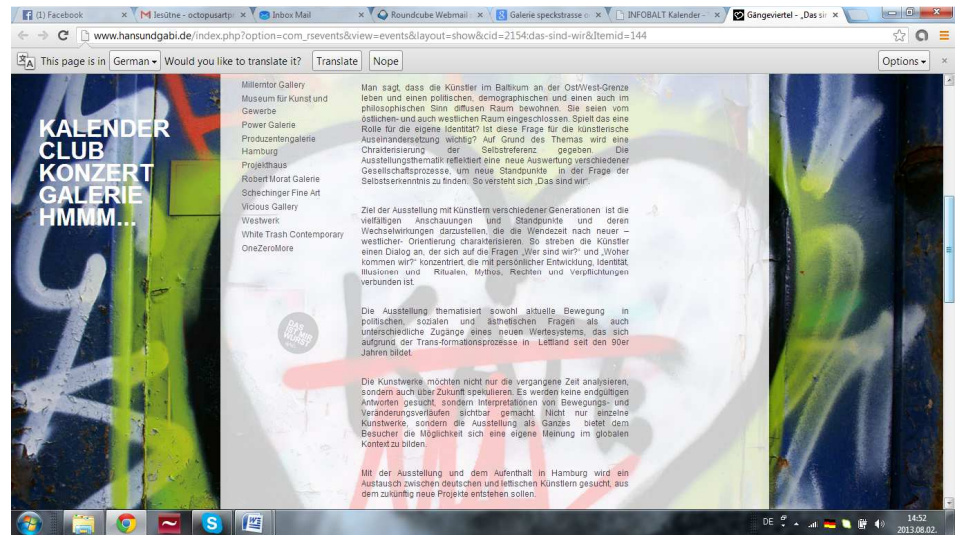 (1) Facebook
Iesūtne - octopusartp
Inbox Mail
Roundcube Webmail :
Galerie speckstrasse
INFOBALT Kalender -
Gängeviertel - „Das sir
www.hansundgabi.de/index.php?option=com_rsevents&view=events&layout=show&cid=2154:das-sind-wir&Itemid=144
This page is in German Would you like to translate it? Translate Nope Options
KALENDER
CLUB
KONZERT
GALERIE
HMMM...
Millerntor Gallery
Museum für Kunst und
Gewerbe
Power Galerie
Produzentengalerie
Hamburg
Projekthaus
Robert Morat Galerie
Schechinger Fine Art
Vicious Gallery
Westwerk
White Trash Contemporary
OneZeroMore
DAS
IST MIR
WURST
Man sagt, dass die Künstler im Baltikum an der Ost/West-Grenze
leben und einen politischen, demographischen und einen auch im
philosophischen Sinn diffusen Raum bewohnen. Sie seien vom
östlichen- und auch westlichen Raum eingeschlossen. Spielt das eine
Rolle für die eigene Identität? Ist diese Frage für die künstlerische
Auseinandersetzung wichtig? Auf Grund des Themas wird eine
Chrakterisierung der Selbstreferenz gegeben. Die
Ausstellungsthematik reflektiert eine neue Auswertung verschiedener
Gesellschaftsprozesse, um neue Standpunkte in der Frage der
Selbstserkenntnis zu finden. So versteht sich „Das sind wir“.
Ziel der Ausstellung mit Künstlern verschiedener Generationen ist die
vielfältigen Anschauungen und Standpunkte und deren
Wechselwirkungen darzustellen, die die Wendezeit nach neuer –
westlicher- Orientierung charakterisieren. So streben die Künstler
einen Dialog an, der sich auf die Fragen „Wer sind wir?“ und „Woher
kommen wir?“ konzentriert, die mit persönlicher Entwicklung, Identität,
Illusionen und Ritualen, Mythos, Rechten und Verpflichtungen
verbunden ist.
Die Ausstellung thematisiert sowohl aktuelle Bewegung in
politischen, sozialen und ästhetischen Fragen als auch
unterschiedliche Zugänge eines neuen Wertesystems, das sich
aufgrund der Trans-formationsprozesse in Lettland seit den 90er
Jahren bildet.
Die Kunstwerke möchten nicht nur die vergangene Zeit analysieren,
sondern auch über Zukunft spekulieren. Es werden keine endgültigen
Antworten gesucht, sondern Interpretationen von Bewegungs- und
Veränderungsverläufen sichtbar gemacht. Nicht nur einzelne
Kunstwerke, sondern die Ausstellung als Ganzes bietet dem
Besucher die Möglichkeit sich eine eigene Meinung im globalen
Kontext zu bilden.
Mit der Ausstellung und dem Aufenthalt in Hamburg wird ein
Austausch zwischen deutschen und lettischen Künstlern gesucht, aus
dem zukünftig neue Projekte entstehen sollen.
DE
14:52
2013.08.02.